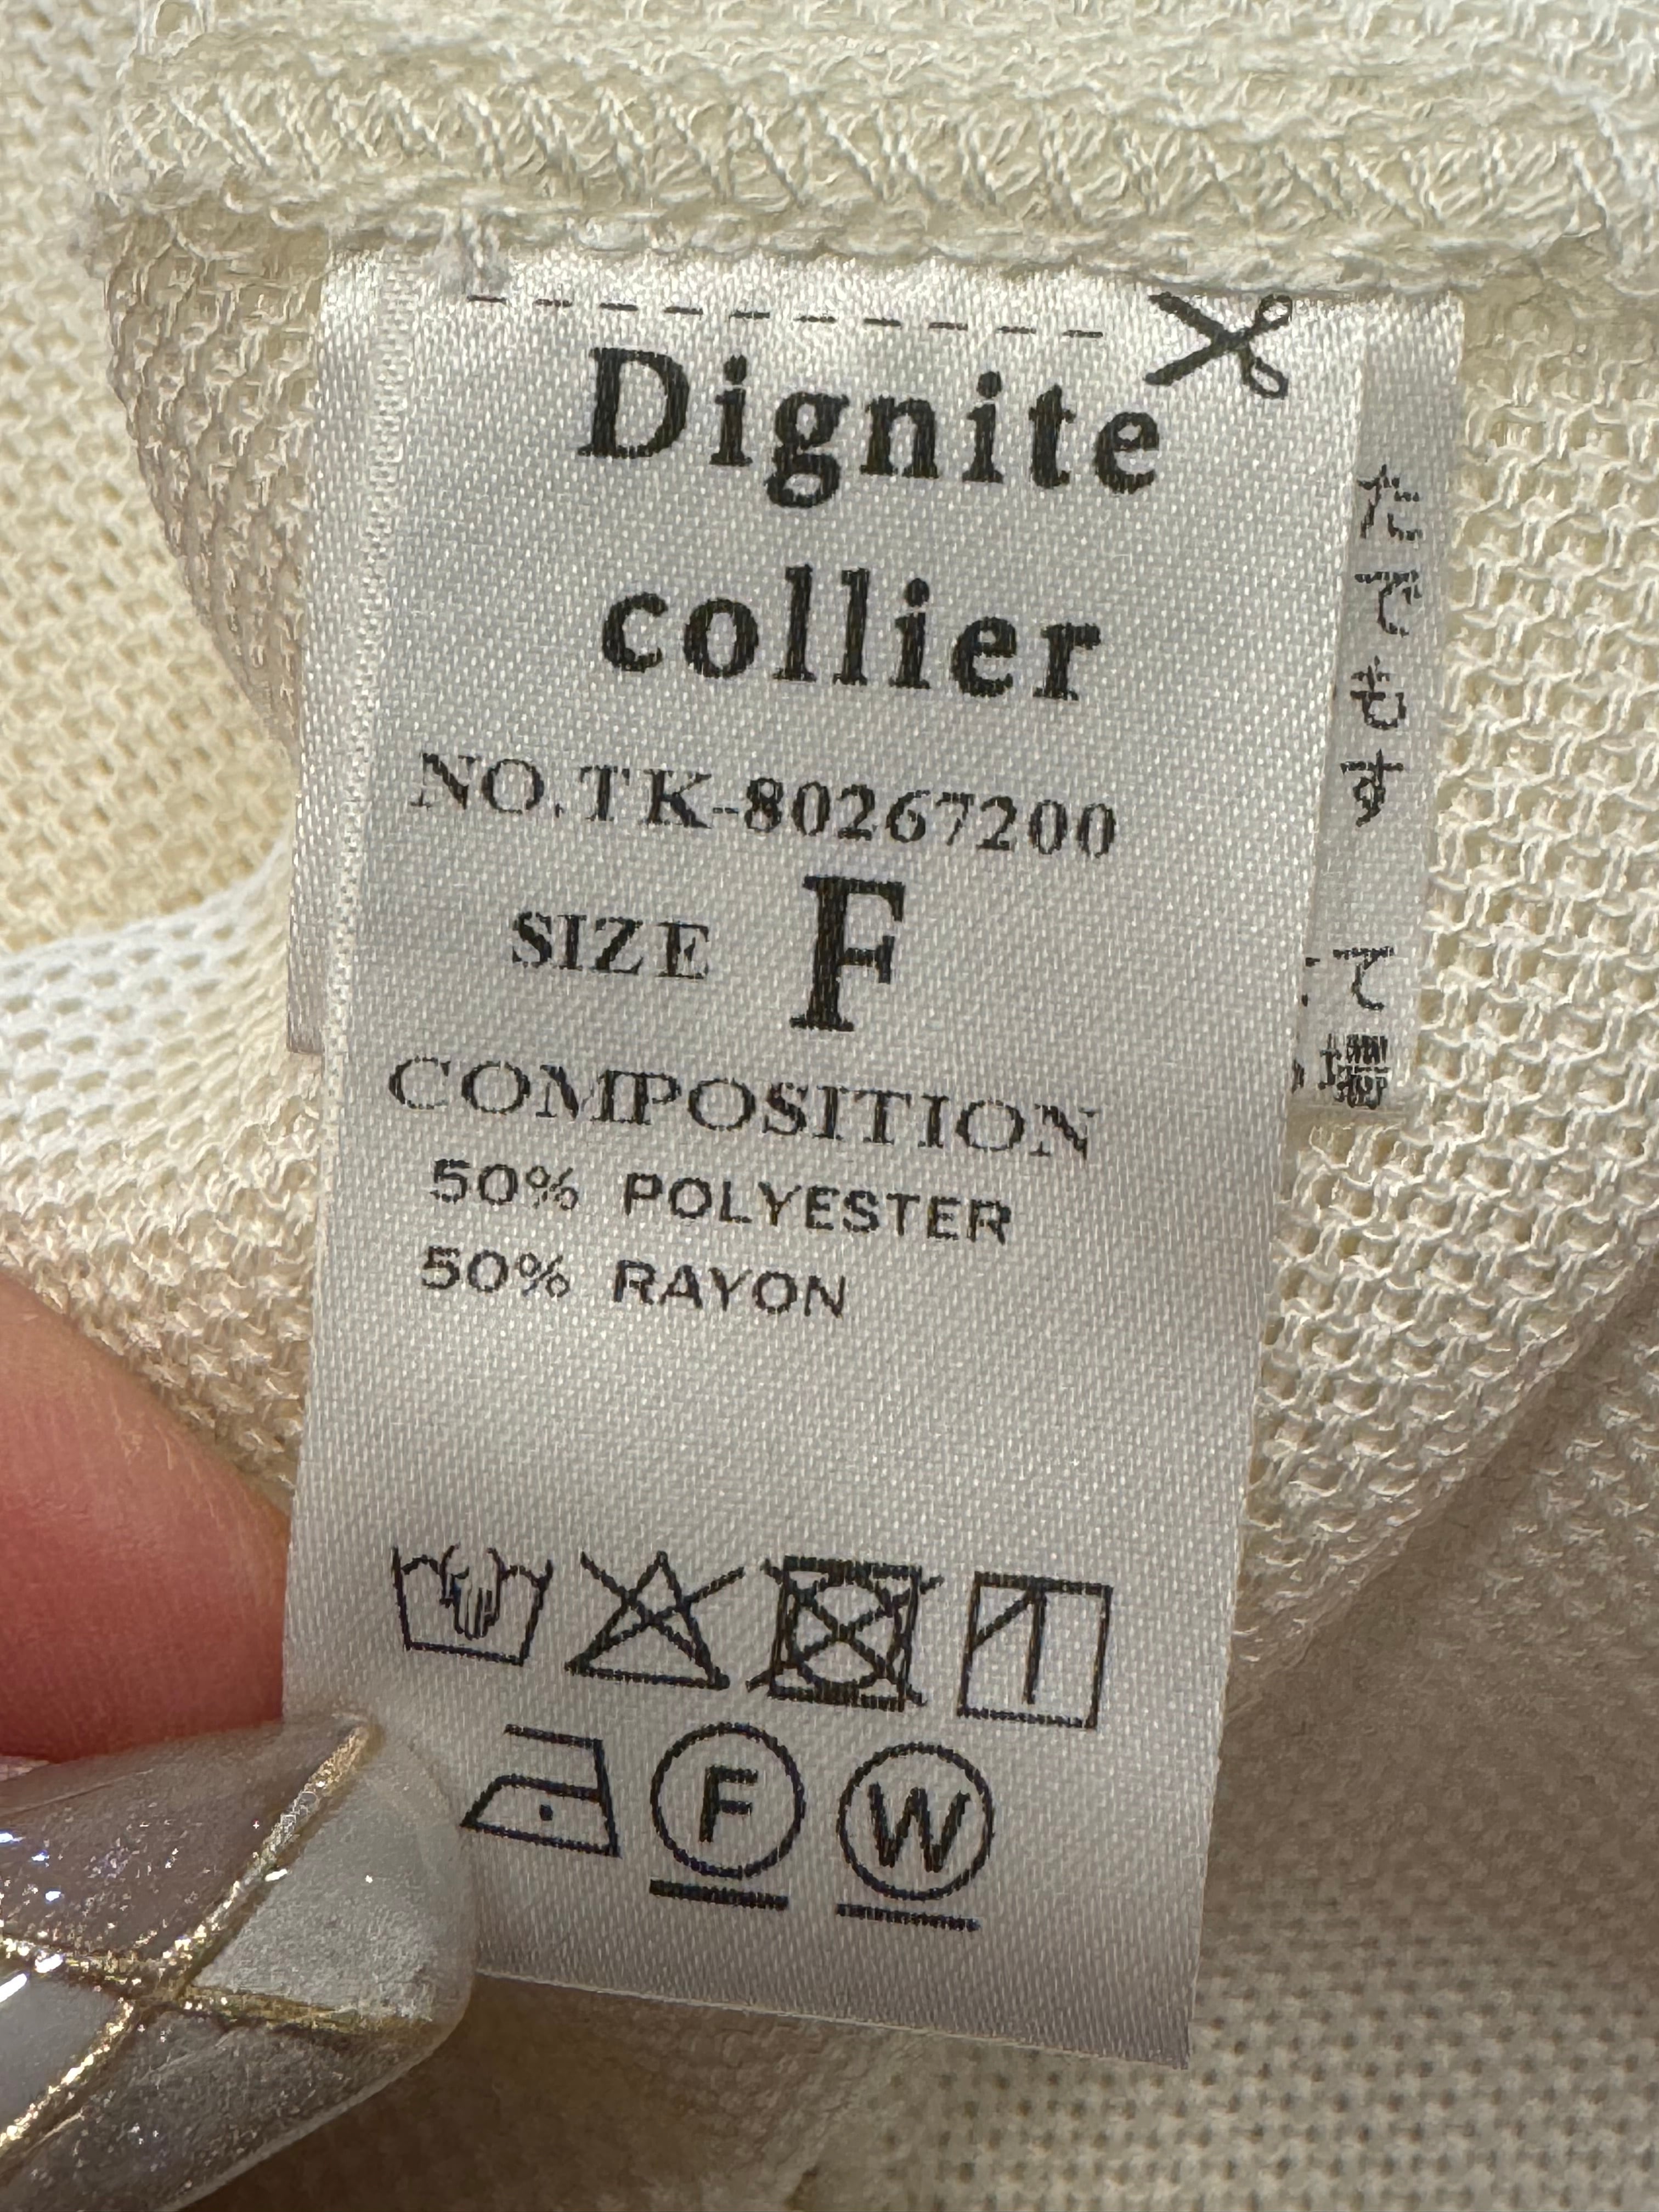 Dignite
collier
NO.TK-80267200
SIZE F
COMPOSITION
50% POLYESTER
50% RAYON
F W